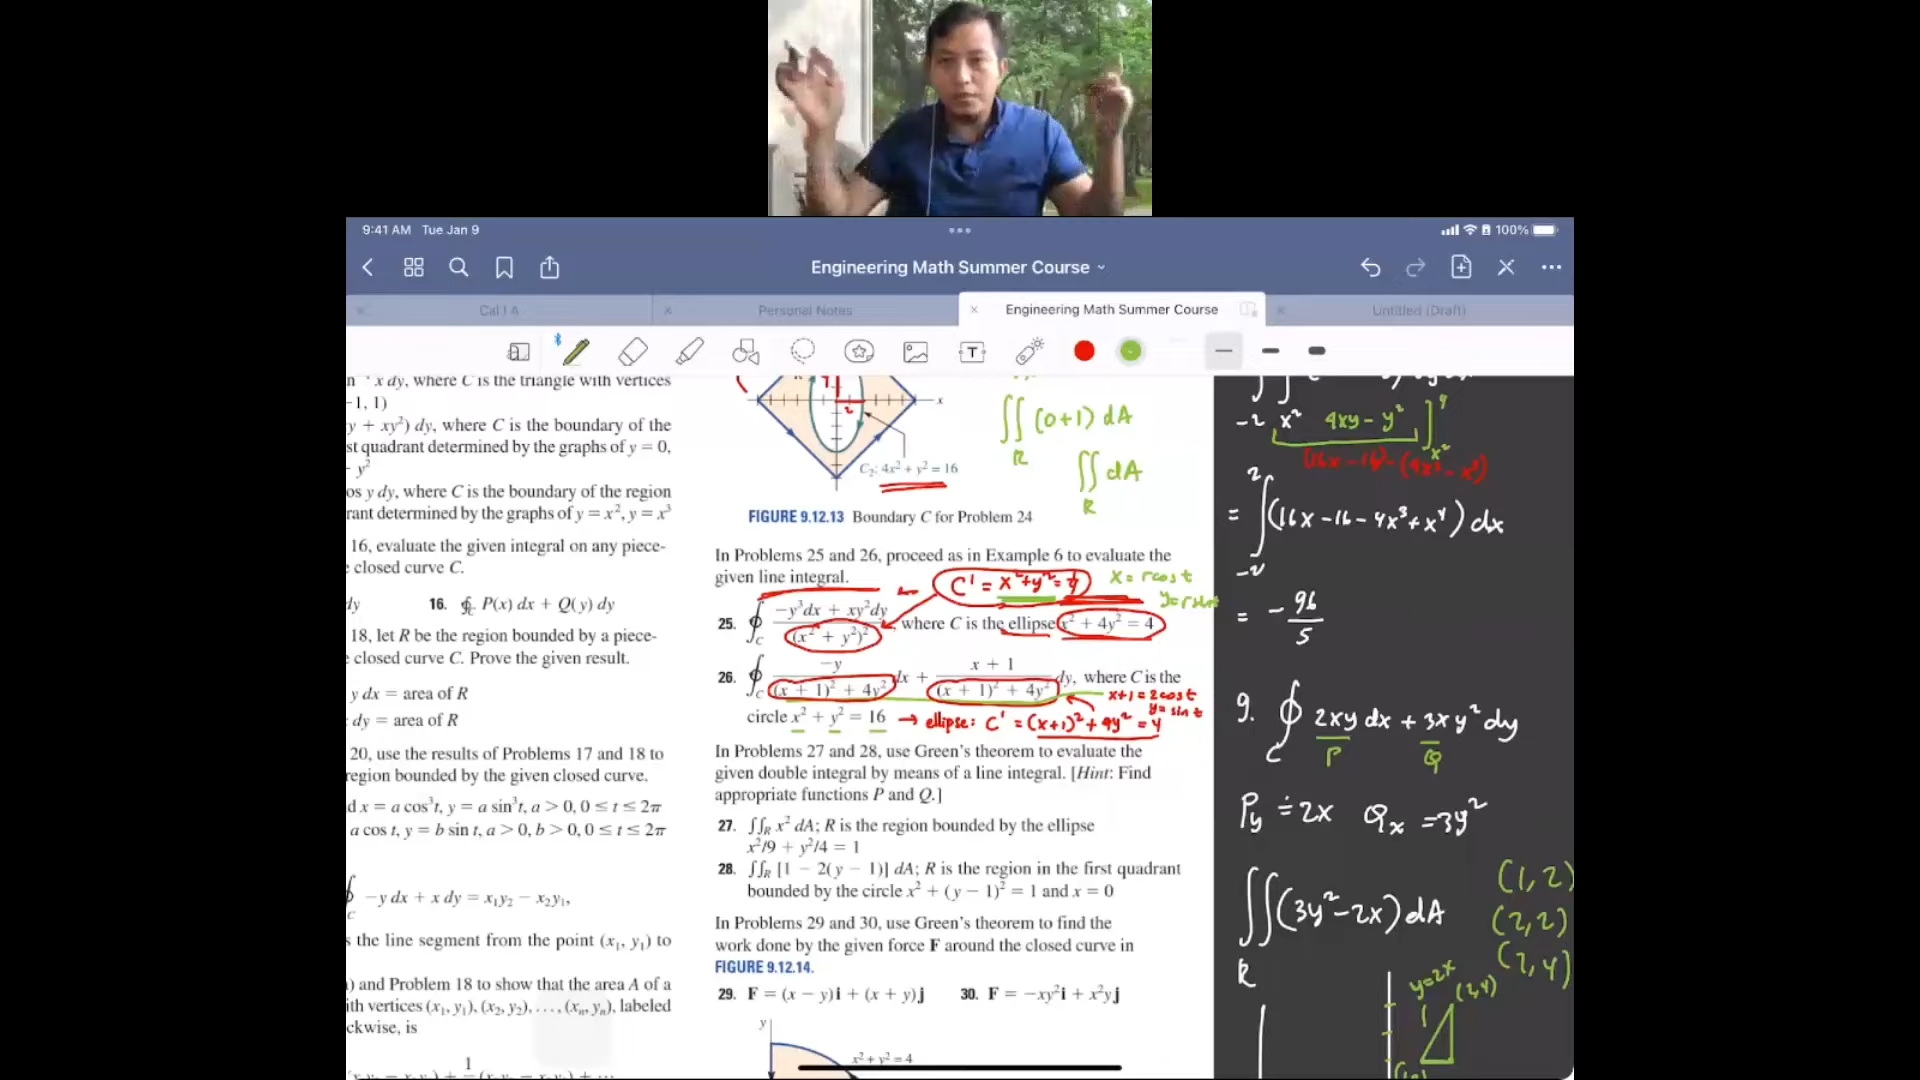 9:41 AM Tue Jan 9
100%
Engineering Math Summer Course
Cal I A
Personal Notes
Engineering Math Summer Course
Untitled (Draft)
x dy, where C is the triangle with vertices
−1, 1)
y + xy²) dy, where C is the boundary of the
st quadrant determined by the graphs of y = 0,
y²
os y dy, where C is the boundary of the region
rant determined by the graphs of y = x², y = x³
16, evaluate the given integral on any piece-
closed curve C.
dy
16. ∮C P(x) dx + Q(y) dy
18, let R be the region bounded by a piece-
closed curve C. Prove the given result.
y dx = area of R
dy = area of R
20, use the results of Problems 17 and 18 to
region bounded by the given closed curve.
d x = a cos³t, y = a sin³t, a > 0, 0 ≤ t ≤ 2π
a cos t, y = b sin t, a > 0, b > 0, 0 ≤ t ≤ 2π
∮C −y dx + x dy = x₁y₂ − x₂y₁,
s the line segment from the point (x₁, y₁) to
) and Problem 18 to show that the area A of a
ith vertices (x₁, y₁), (x₂, y₂), . . . , (xₙ, yₙ), labeled
ckwise, is
x
2
C₂: 4x² + y² = 16
∬R (0+1) dA
∬R dA
FIGURE 9.12.13 Boundary C for Problem 24
In Problems 25 and 26, proceed as in Example 6 to evaluate the
given line integral.
C' = x²+y² = 4
x = rcost
y = rsint
25. ∮C (−y³dx + xy²dy)/(x² + y²)², where C is the ellipse x² + 4y² = 4
26. ∮C −y/((x + 1)² + 4y²) dx + (x + 1)/((x + 1)² + 4y²) dy, where C is the
x+1 = 2cost
y = sint
circle x² + y² = 16 → ellipse: C' = (x+1)² + 4y² = 4
In Problems 27 and 28, use Green's theorem to evaluate the
given double integral by means of a line integral. [Hint: Find
appropriate functions P and Q.]
27. ∬R x² dA; R is the region bounded by the ellipse
x²/9 + y²/4 = 1
28. ∬R [1 − 2(y − 1)] dA; R is the region in the first quadrant
bounded by the circle x² + (y − 1)² = 1 and x = 0
In Problems 29 and 30, use Green's theorem to find the
work done by the given force F around the closed curve in
FIGURE 9.12.14.
29. F = (x − y)i + (x + y)j
30. F = −xy²i + x²yj
y
x² + y² = 4
-2 x² 4xy − y² ]
4
x²
(16x − 16) − (4x³ − x⁴)
= ∫₋₂² (16x − 16 − 4x³ + x⁴) dx
= − 96/5
9. ∮C 2xy dx + 3xy² dy
P Q
Py = 2x Qx = 3y²
∬R (3y² − 2x) dA
(1,2)
(2,2)
(2,4)
y=2x
(2,4)